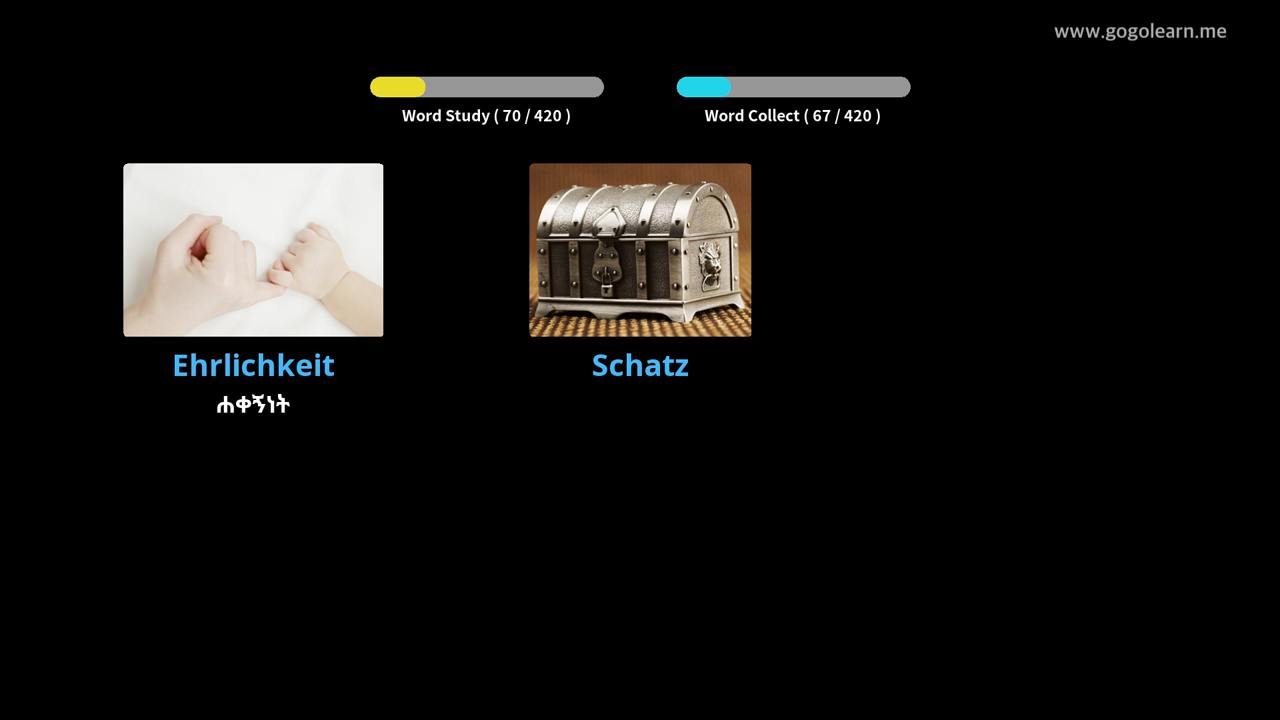 www.gogolearn.me
Word Study ( 70 / 420 )
Word Collect ( 67 / 420 )
Ehrlichkeit
ሐቀኝነት
Schatz